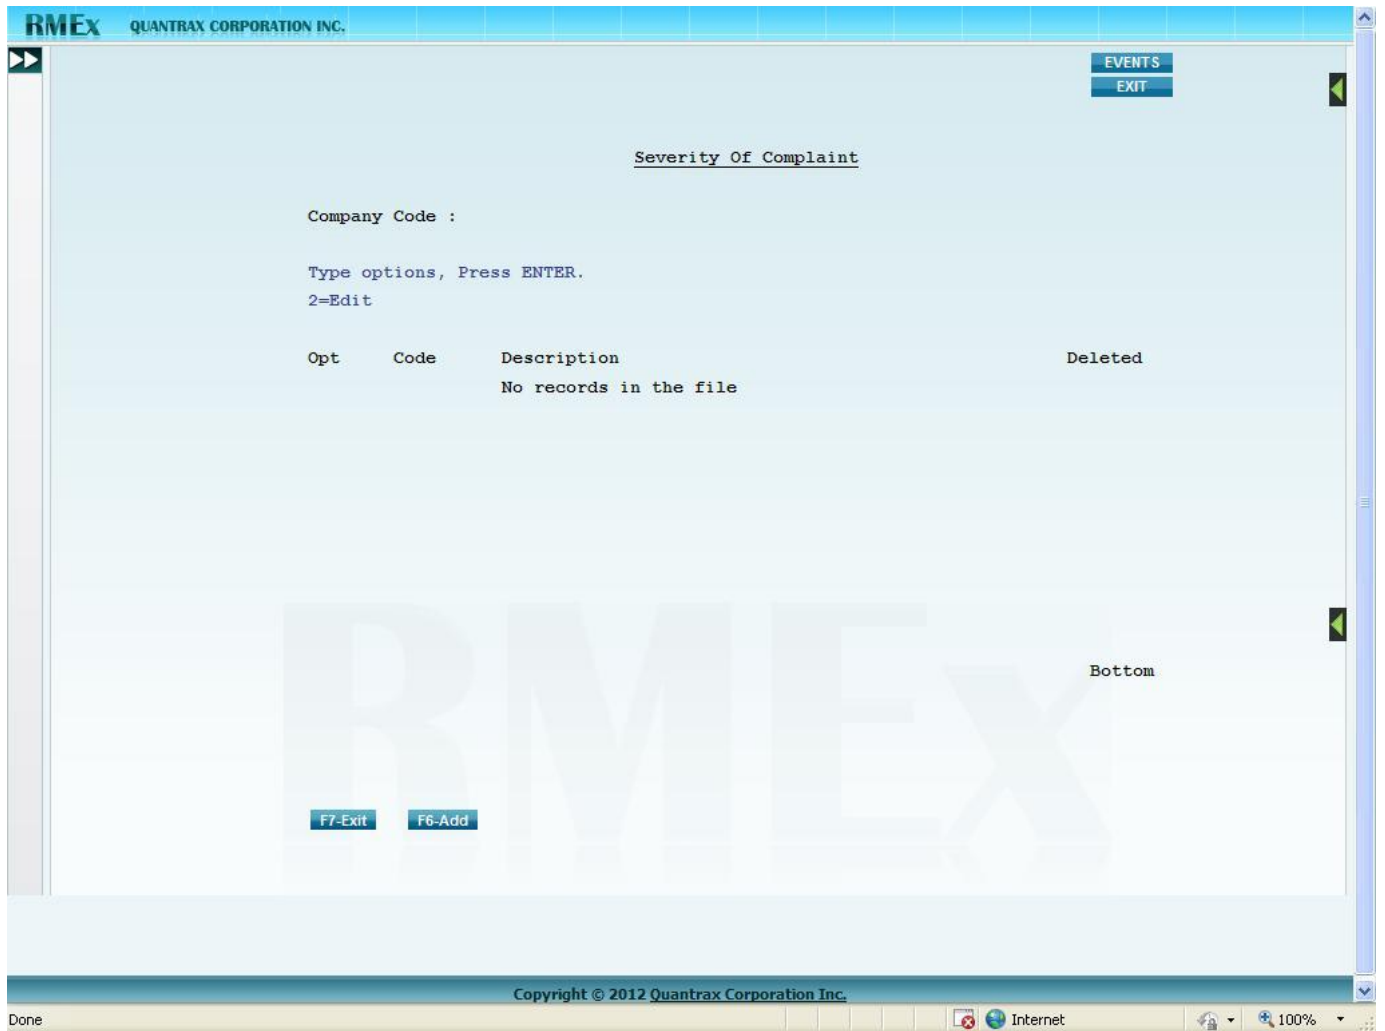 RMEx QUANTRAX CORPORATION INC.
EVENTS
EXIT
Severity Of Complaint
Company Code :
Type options, Press ENTER.
2=Edit
Opt Code Description Deleted
No records in the file
RMEx
Bottom
F7-Exit F6-Add
Copyright © 2012 Quantrax Corporation Inc.
Done Internet 100%